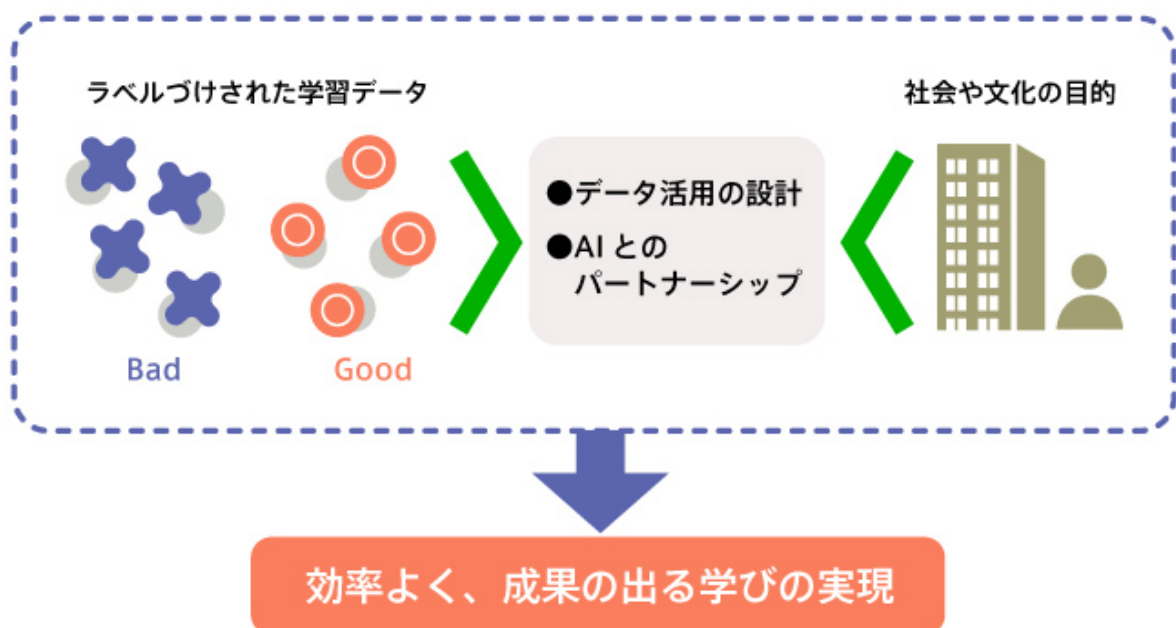 ラベルづけされた学習データ
社会や文化の目的
●データ活用の設計
●AIとの
パートナーシップ
Bad
Good
効率よく、成果の出る学びの実現